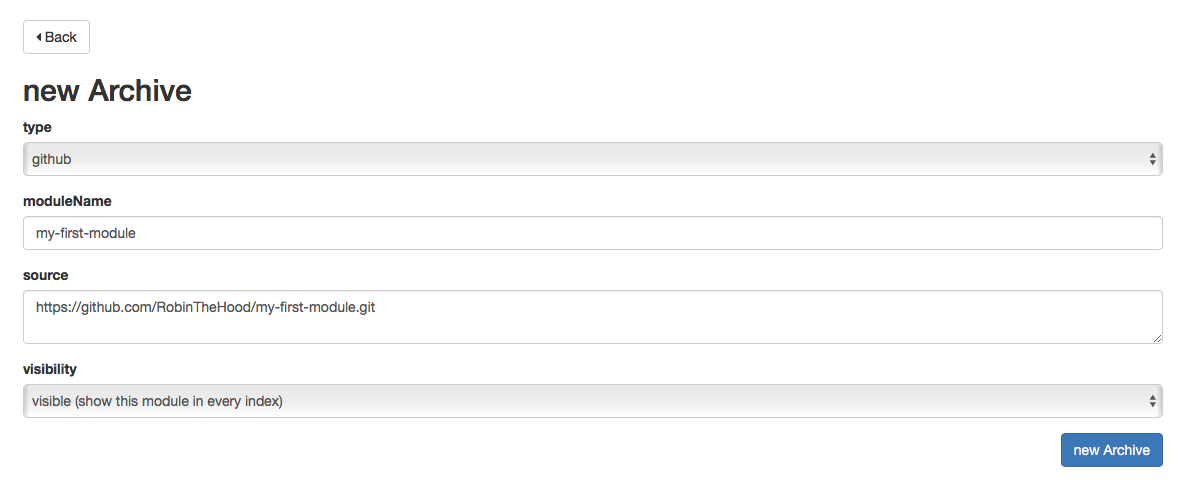 Back
new Archive
type
github
moduleName
my-first-module
source
https://github.com/RobinTheHood/my-first-module.git
visibility
visible (show this module in every index)
new Archive